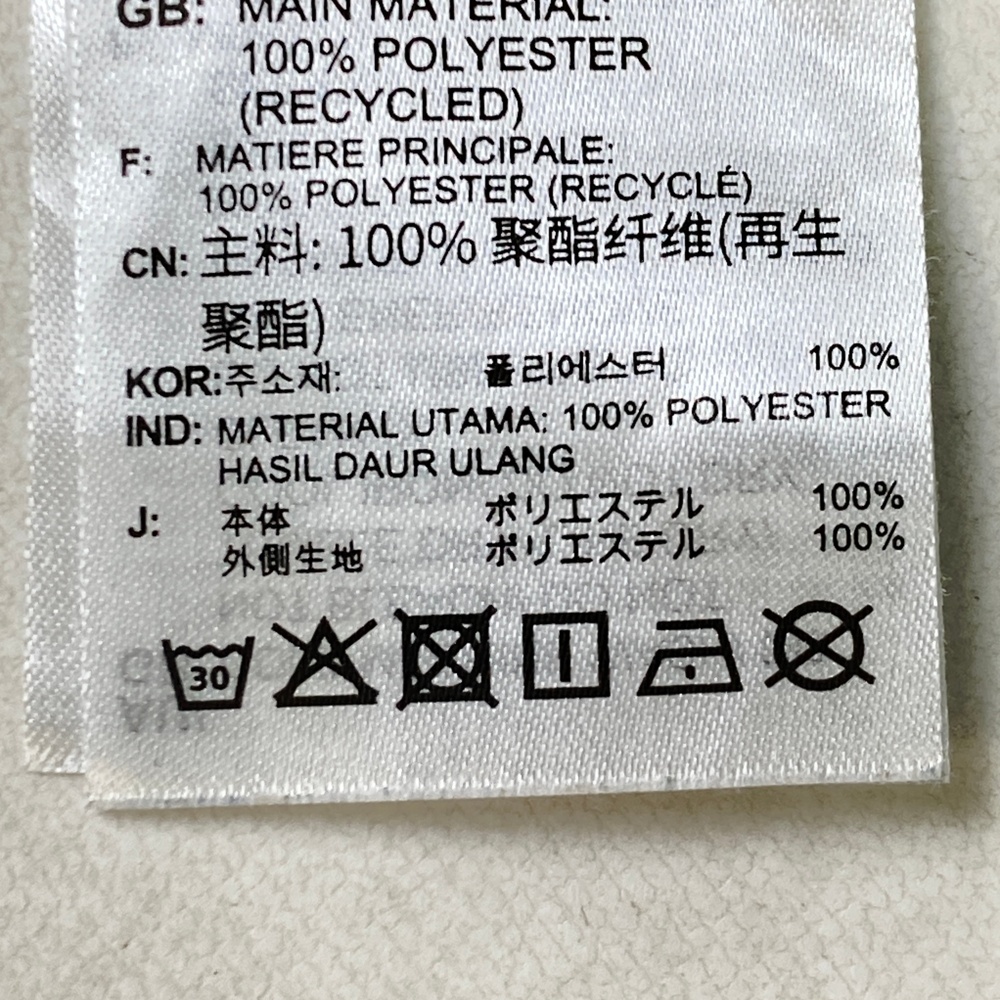 GB: MAIN MATERIAL:
100% POLYESTER
(RECYCLED)
F: MATIERE PRINCIPALE:
100% POLYESTER (RECYCLÉ)
CN: 主料: 100% 聚酯纤维(再生
聚酯)
KOR: 주소재: 폴리에스터 100%
IND: MATERIAL UTAMA: 100% POLYESTER
HASIL DAUR ULANG
J: 本体 ポリエステル 100%
外側生地 ポリエステル 100%
30